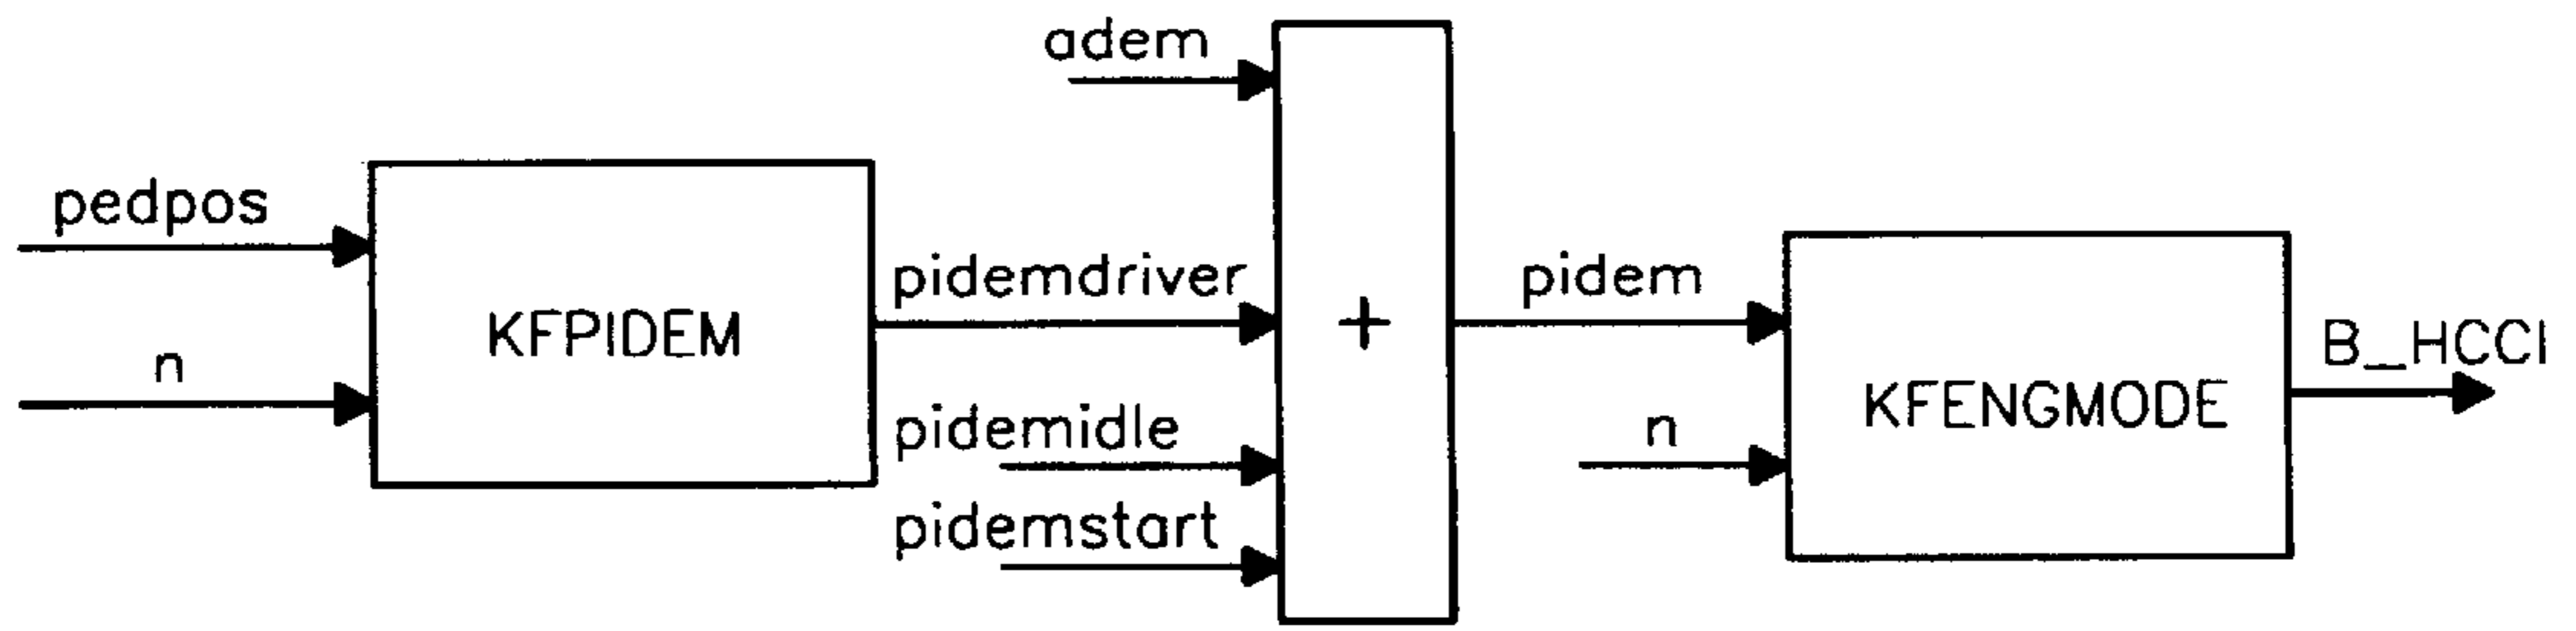 adem
pedpos
KFPIDEM
n
pidemdriver
pidemidle
pidemstart
+
pidem
n
KFENGMODE
B_HCCI